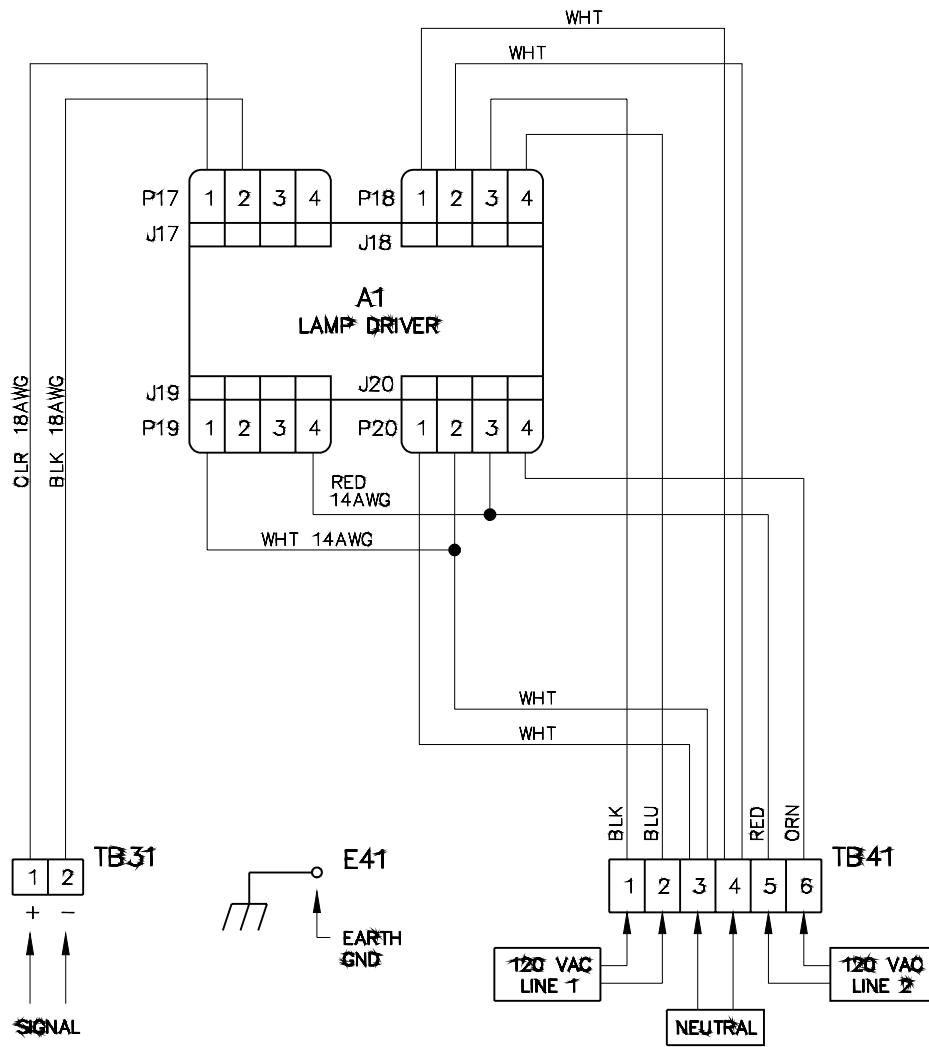 WHT
WHT
P17 1 2 3 4
P18 1 2 3 4
J17
J18
A1
LAMP DRIVER
J19
J20
P19 1 2 3 4
P20 1 2 3 4
CLR 18AWG
BLK 18AWG
RED
14AWG
WHT 14AWG
WHT
WHT
BLK
BLU
RED
ORN
TB31
1 2
+ −
SIGNAL
E41
EARTH
GND
TB41
1 2 3 4 5 6
120 VAC
LINE 1
NEUTRAL
120 VAC
LINE 2